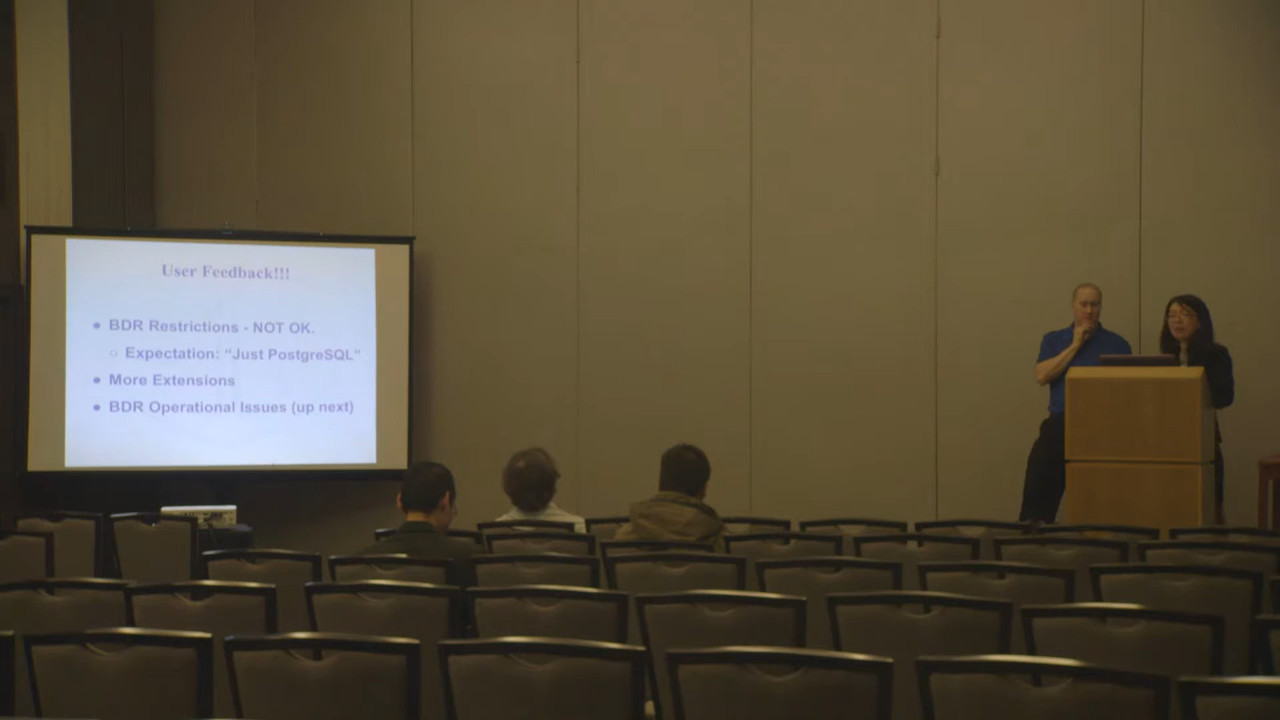 User Feedback!!!
● BDR Restrictions - NOT OK.
○ Expectation: "Just PostgreSQL"
● More Extensions
● BDR Operational Issues (up next)